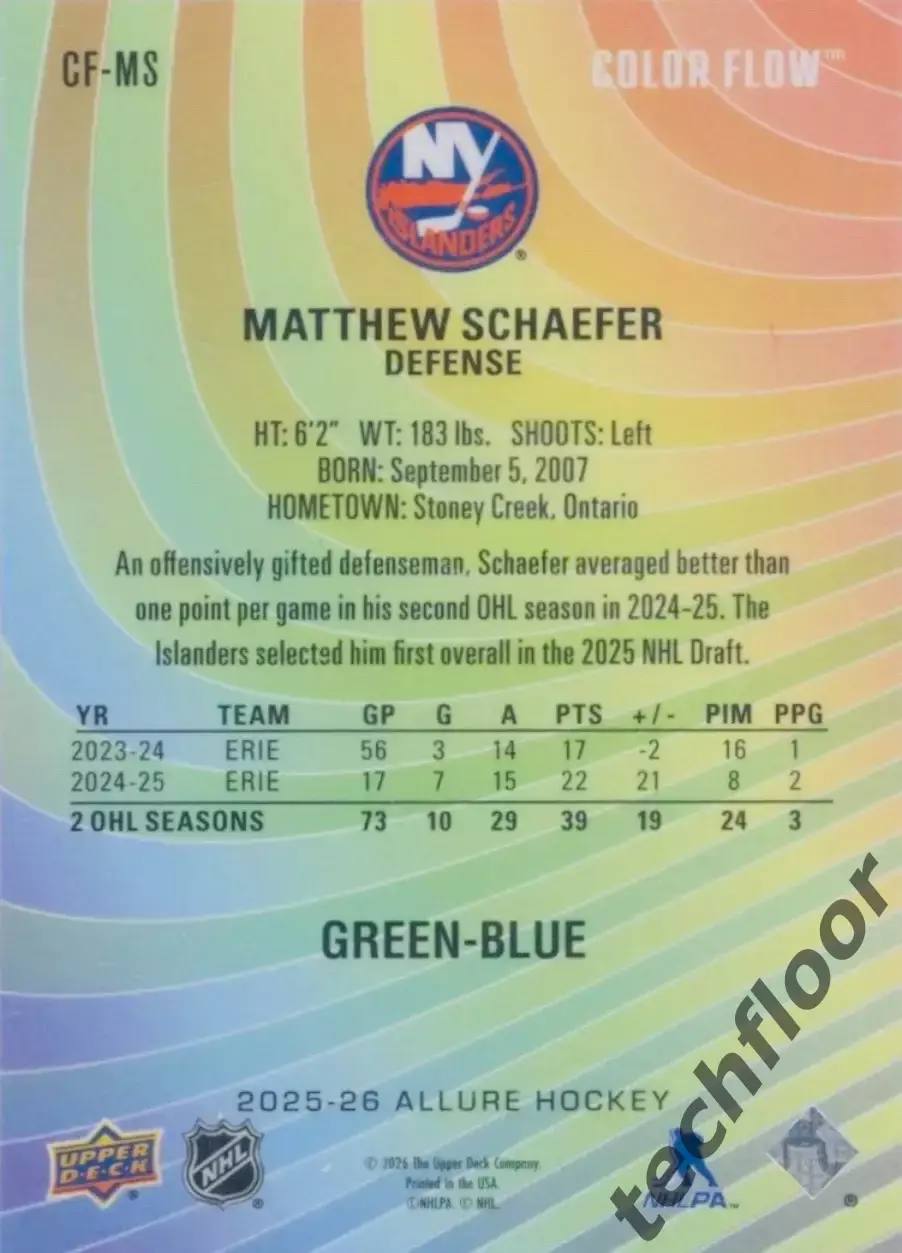 CF-MS
COLOR FLOW™
NY
ISLANDERS
®
MATTHEW SCHAEFER
DEFENSE
HT: 6'2" WT: 183 lbs. SHOOTS: Left
BORN: September 5, 2007
HOMETOWN: Stoney Creek, Ontario
An offensively gifted defenseman, Schaefer averaged better than
one point per game in his second OHL season in 2024-25. The
Islanders selected him first overall in the 2025 NHL Draft.
YR TEAM GP G A PTS +/- PIM PPG
2023-24 ERIE 56 3 14 17 -2 16 1
2024-25 ERIE 17 7 15 22 21 8 2
2 OHL SEASONS 73 10 29 39 19 24 3
GREEN-BLUE
techfloor
2025-26 ALLURE HOCKEY
UPPER
DECK
®
NHL
®
© 2026 The Upper Deck Company.
Printed in the USA.
©NHLPA. © NHL.
NHLPA™
®